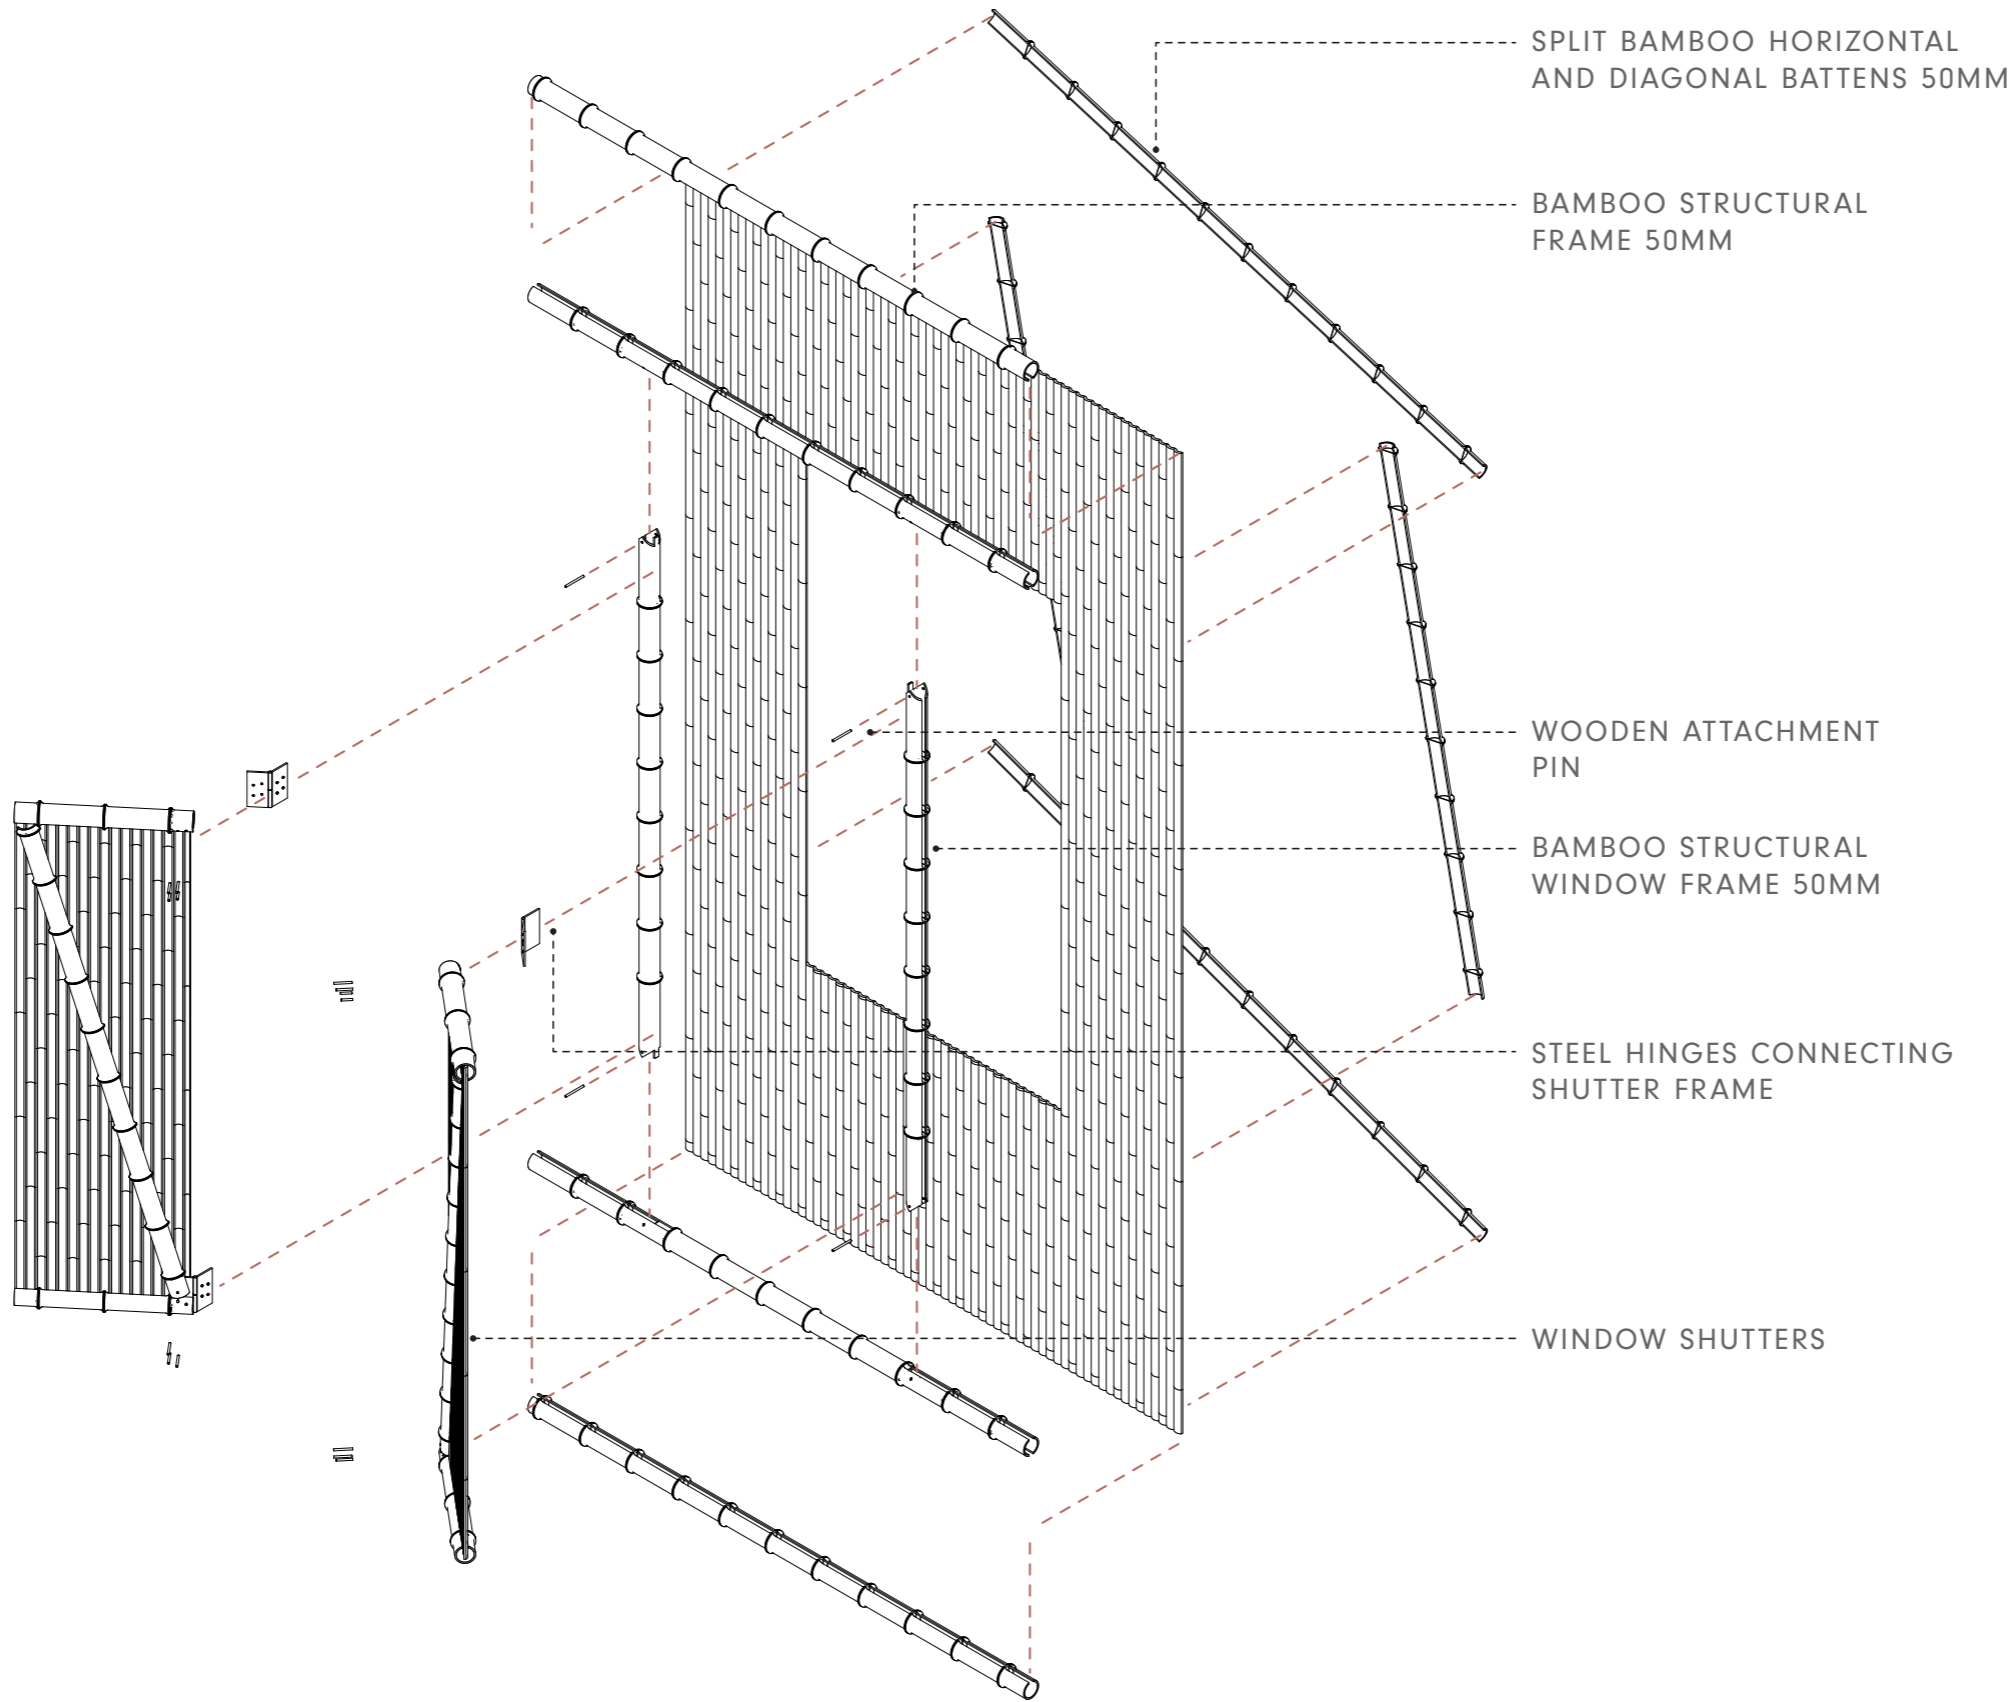 SPLIT BAMBOO HORIZONTAL
AND DIAGONAL BATTENS 50MM
BAMBOO STRUCTURAL
FRAME 50MM
WOODEN ATTACHMENT
PIN
BAMBOO STRUCTURAL
WINDOW FRAME 50MM
STEEL HINGES CONNECTING
SHUTTER FRAME
WINDOW SHUTTERS